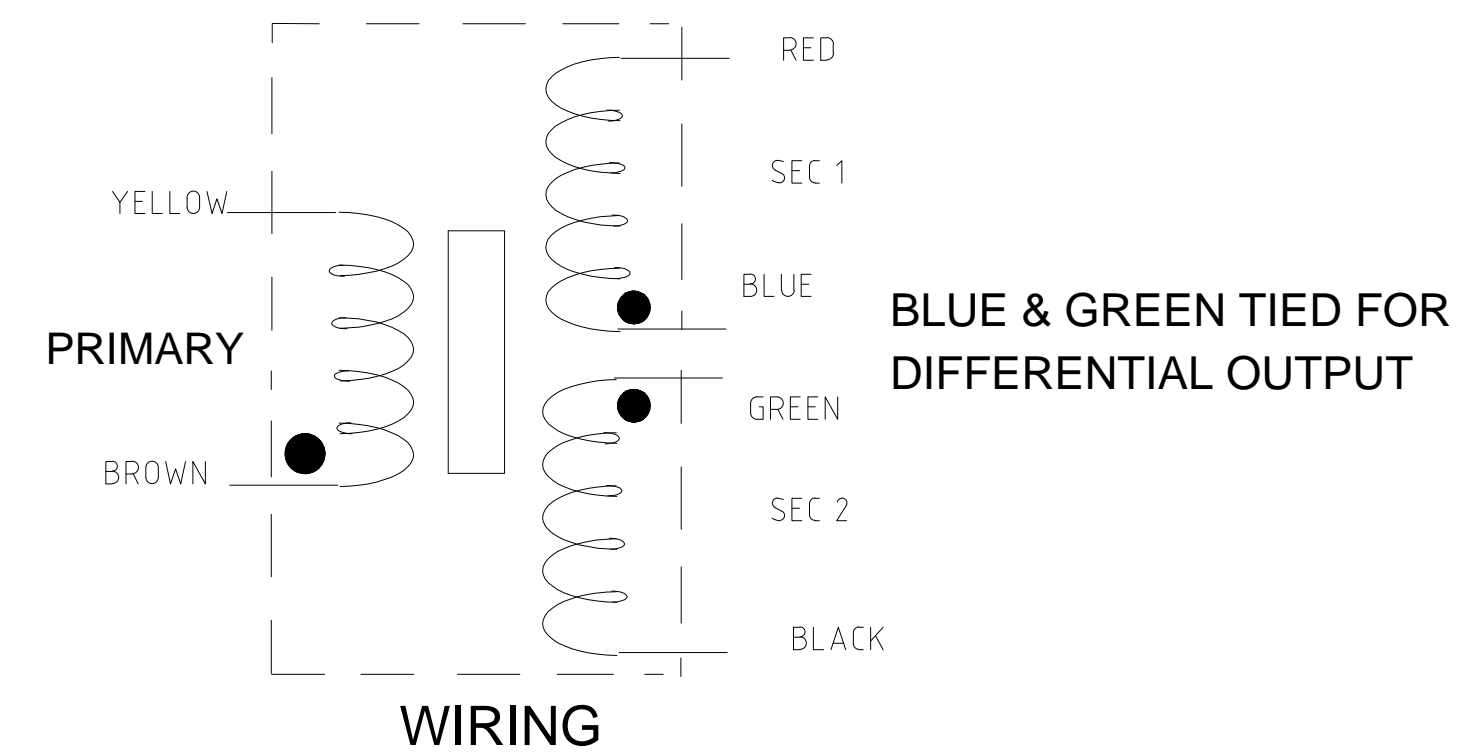 RED
SEC 1
YELLOW
BLUE
BLUE & GREEN TIED FOR
DIFFERENTIAL OUTPUT
PRIMARY
GREEN
BROWN
SEC 2
BLACK
WIRING